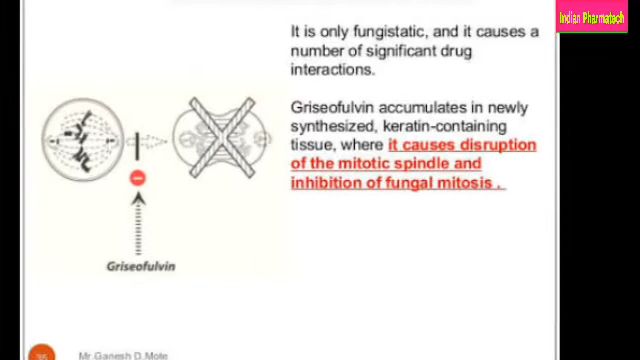 Indian Pharmatech
It is only fungistatic, and it causes a
number of significant drug
interactions.
Griseofulvin accumulates in newly
synthesized, keratin-containing
tissue, where it causes disruption
of the mitotic spindle and
inhibition of fungal mitosis .
Griseofulvin
35
Mr.Ganesh D.Mote